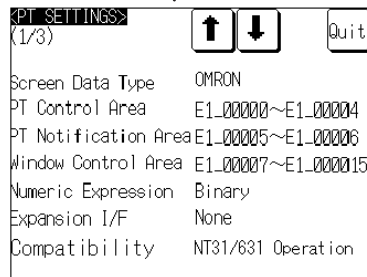 <PT SETTINGS>
(1/3)
Quit
Screen Data Type OMRON
PT Control Area E1_00000~E1_00004
PT Notification Area E1_00005~E1_00006
Window Control Area E1_00007~E1_000015
Numeric Expression Binary
Expansion I/F None
Compatibility NT31/631 Operation